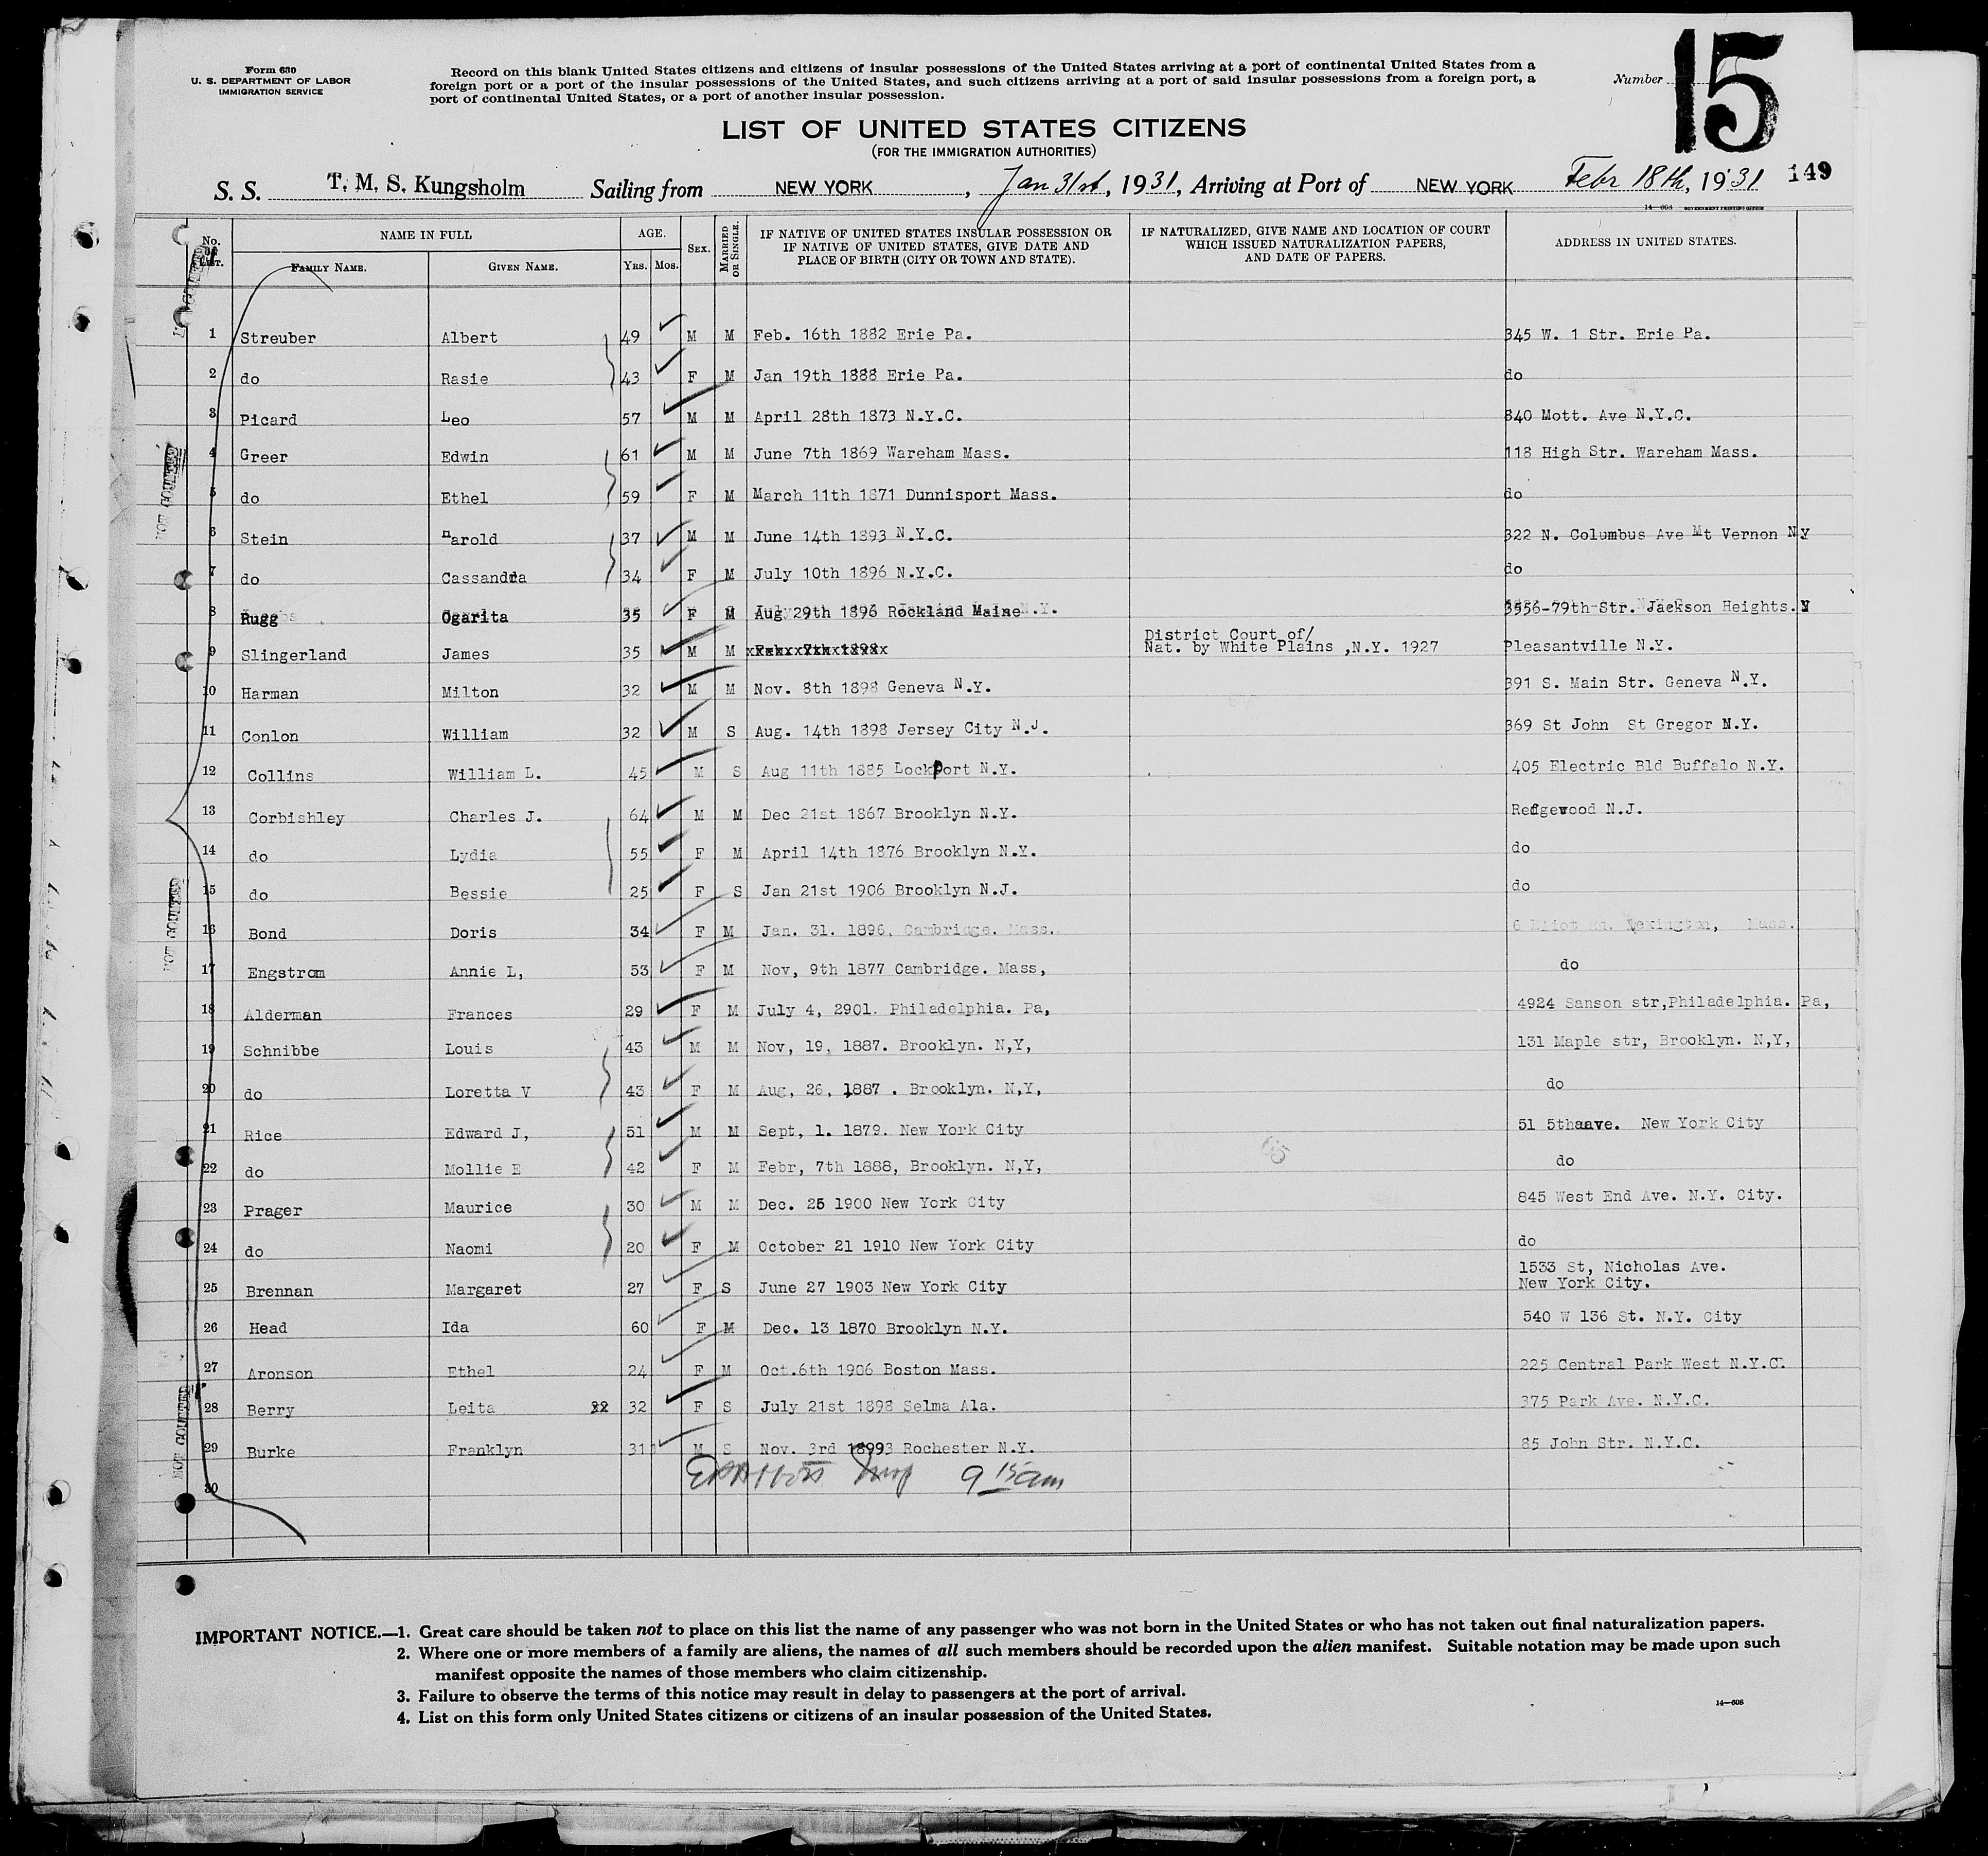 Form 630
U. S. DEPARTMENT OF LABOR
IMMIGRATION SERVICE
Record on this blank United States citizens and citizens of insular possessions of the United States arriving at a port of continental United States from a
foreign port or a port of the insular possessions of the United States, and such citizens arriving at a port of said insular possessions from a foreign port, a
port of continental United States, or a port of another insular possession.
Number 15
LIST OF UNITED STATES CITIZENS
(FOR THE IMMIGRATION AUTHORITIES)
S. S. T. M. S. Kungsholm Sailing from NEW YORK, Jan 31st, 1931, Arriving at Port of NEW YORK Febr 18th, 1931 149
14—608 GOVERNMENT PRINTING OFFICE
No. LIST. NAME IN FULL AGE. SEX. MARRIED OR SINGLE. IF NATIVE OF UNITED STATES INSULAR POSSESSION OR IF NATIVE OF UNITED STATES, GIVE DATE AND PLACE OF BIRTH (CITY OR TOWN AND STATE). IF NATURALIZED, GIVE NAME AND LOCATION OF COURT WHICH ISSUED NATURALIZATION PAPERS, AND DATE OF PAPERS. ADDRESS IN UNITED STATES.
FAMILY NAME. GIVEN NAME. YRS. MOS.
1 Streuber Albert 49 M M Feb. 16th 1882 Erie Pa. 345 W. 1 Str. Erie Pa.
2 do Rasie 43 F M Jan 19th 1888 Erie Pa. do
3 Picard Leo 57 M M April 28th 1873 N.Y.C. 840 Mott. Ave N.Y.C.
4 Greer Edwin 61 M M June 7th 1869 Wareham Mass. 118 High Str. Wareham Mass.
5 do Ethel 59 F M March 11th 1871 Dunnisport Mass. do
6 Stein Harold 37 M M June 14th 1893 N.Y.C. 322 N. Columbus Ave Mt Vernon N Y
7 do Cassandra 34 F M July 10th 1896 N.Y.C. do
8 Rugg Ogarita 35 F M Aug 29th 1896 Rockland Maine 3556-79th Str. Jackson Heights.
9 Slingerland James 35 M M District Court of/ Pleasantville N.Y.
Nat. by White Plains ,N.Y. 1927
10 Harman Milton 32 M M Nov. 8th 1898 Geneva N.Y. 391 S. Main Str. Geneva N.Y.
11 Conlon William 32 M S Aug. 14th 1898 Jersey City N.J. 369 St John St Gregor N.Y.
12 Collins William L. 45 M S Aug 11th 1885 Lockport N.Y. 405 Electric Bld Buffalo N.Y.
13 Corbishley Charles J. 64 M M Dec 21st 1867 Brooklyn N.Y. Redgewood N.J.
14 do Lydia 55 F M April 14th 1876 Brooklyn N.Y. do
15 do Bessie 25 F S Jan 21st 1906 Brooklyn N.J. do
16 Bond Doris 34 F M Jan. 31. 1896. Cambridge. Mass. 6 Mass.
17 Engstrom Annie L, 53 F M Nov, 9th 1877 Cambridge. Mass, do
18 Alderman Frances 29 F M July 4, 2901. Philadelphia. Pa, 4924 Sanson str,Philadelphia. Pa,
19 Schnibbe Louis 43 M M Nov, 19, 1887. Brooklyn. N,Y, 131 Maple str, Brooklyn. N,Y,
20 do Loretta V 43 F M Aug, 26, 1887 . Brooklyn. N,Y, do
21 Rice Edward J, 51 M M Sept, 1. 1879. New York City 51 5thaave. New York City
22 do Mollie E 42 F M Febr, 7th 1888, Brooklyn. N,Y, do
23 Prager Maurice 30 M M Dec. 25 1900 New York City 845 West End Ave. N.Y. City.
24 do Naomi 20 F M October 21 1910 New York City do
25 Brennan Margaret 27 F S June 27 1903 New York City 1533 St, Nicholas Ave.
New York City.
26 Head Ida 60 F M Dec. 13 1870 Brooklyn N.Y. 540 W 136 St. N.Y. City
27 Aronson Ethel 24 F M Oct.6th 1906 Boston Mass. 225 Central Park West N.Y.C.
28 Berry Leita 32 F S July 21st 1898 Selma Ala. 375 Park Ave. N.Y.C.
29 Burke Franklyn 31 M S Nov. 3rd Rochester N.Y. 85 John Str. N.Y.C.
30
9 15 am
NOT COUNTED
NOT COUNTED
NOT COUNTED
IMPORTANT NOTICE.—1. Great care should be taken not to place on this list the name of any passenger who was not born in the United States or who has not taken out final naturalization papers.
2. Where one or more members of a family are aliens, the names of all such members should be recorded upon the alien manifest. Suitable notation may be made upon such
manifest opposite the names of those members who claim citizenship.
3. Failure to observe the terms of this notice may result in delay to passengers at the port of arrival.
4. List on this form only United States citizens or citizens of an insular possession of the United States.
14—608